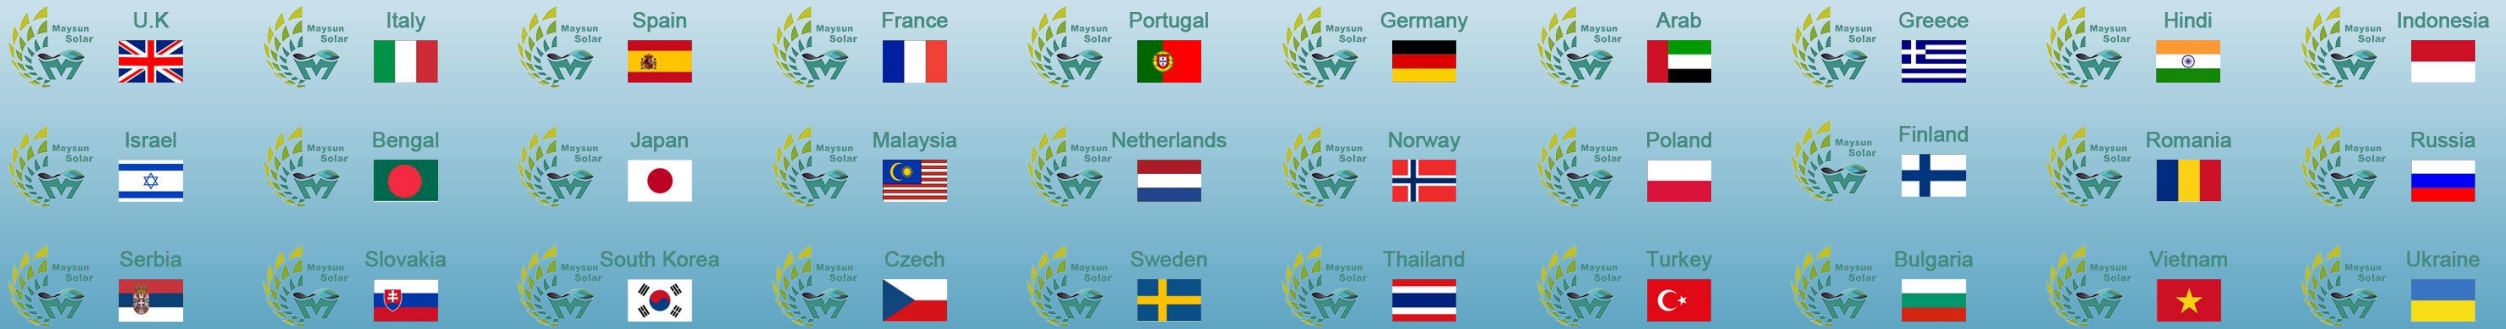 Maysun Solar U.K
Maysun Solar Italy
Maysun Solar Spain
Maysun Solar France
Maysun Solar Portugal
Maysun Solar Germany
Maysun Solar Arab
Maysun Solar Greece
Maysun Solar Hindi
Maysun Solar Indonesia
Maysun Solar Israel
Maysun Solar Bengal
Maysun Solar Japan
Maysun Solar Malaysia
Maysun Solar Netherlands
Maysun Solar Norway
Maysun Solar Poland
Maysun Solar Finland
Maysun Solar Romania
Maysun Solar Russia
Maysun Solar Serbia
Maysun Solar Slovakia
Maysun Solar South Korea
Maysun Solar Czech
Maysun Solar Sweden
Maysun Solar Thailand
Maysun Solar Turkey
Maysun Solar Bulgaria
Maysun Solar Vietnam
Maysun Solar Ukraine